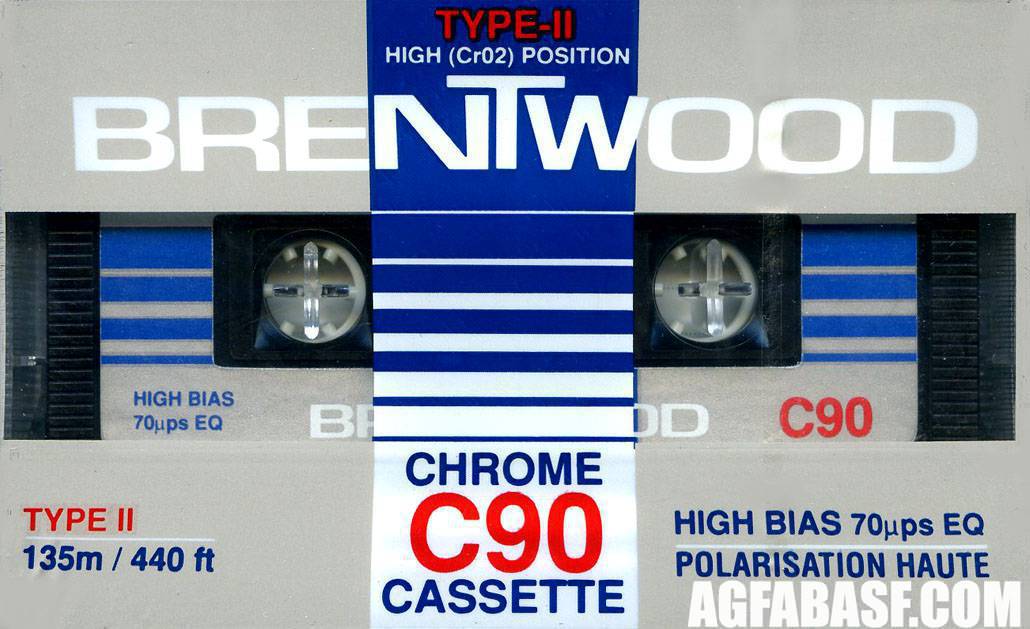 TYPE-II
HIGH (Cr02) POSITION
BRENTWOOD
HIGH BIAS
70µps EQ
C90
CHROME
C90
CASSETTE
TYPE II
135m / 440 ft
HIGH BIAS 70µps EQ
POLARISATION HAUTE
AGFABASF.COM